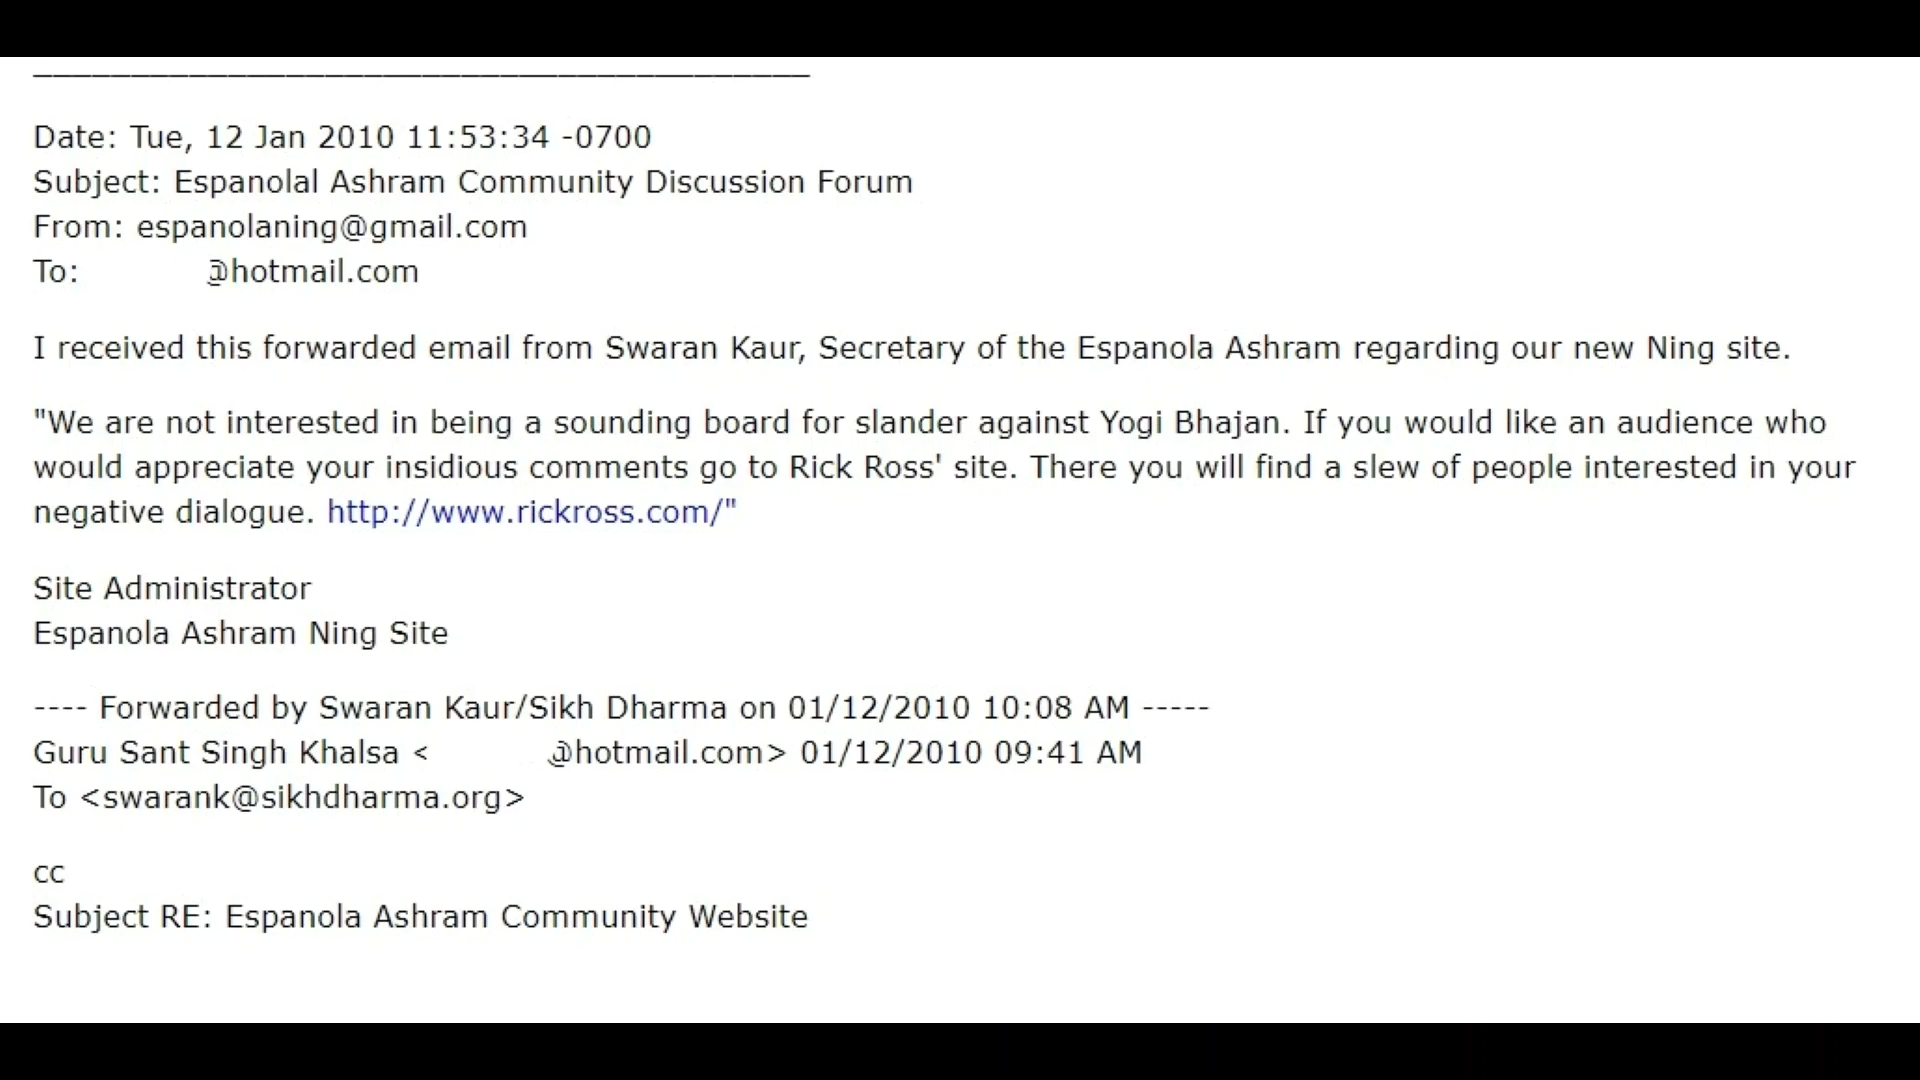 Date: Tue, 12 Jan 2010 11:53:34 -0700
Subject: Espanolal Ashram Community Discussion Forum
From: espanolaning@gmail.com
To: @hotmail.com
I received this forwarded email from Swaran Kaur, Secretary of the Espanola Ashram regarding our new Ning site.
"We are not interested in being a sounding board for slander against Yogi Bhajan. If you would like an audience who
would appreciate your insidious comments go to Rick Ross' site. There you will find a slew of people interested in your
negative dialogue. http://www.rickross.com/"
Site Administrator
Espanola Ashram Ning Site
---- Forwarded by Swaran Kaur/Sikh Dharma on 01/12/2010 10:08 AM -----
Guru Sant Singh Khalsa < @hotmail.com> 01/12/2010 09:41 AM
To <swarank@sikhdharma.org>
cc
Subject RE: Espanola Ashram Community Website